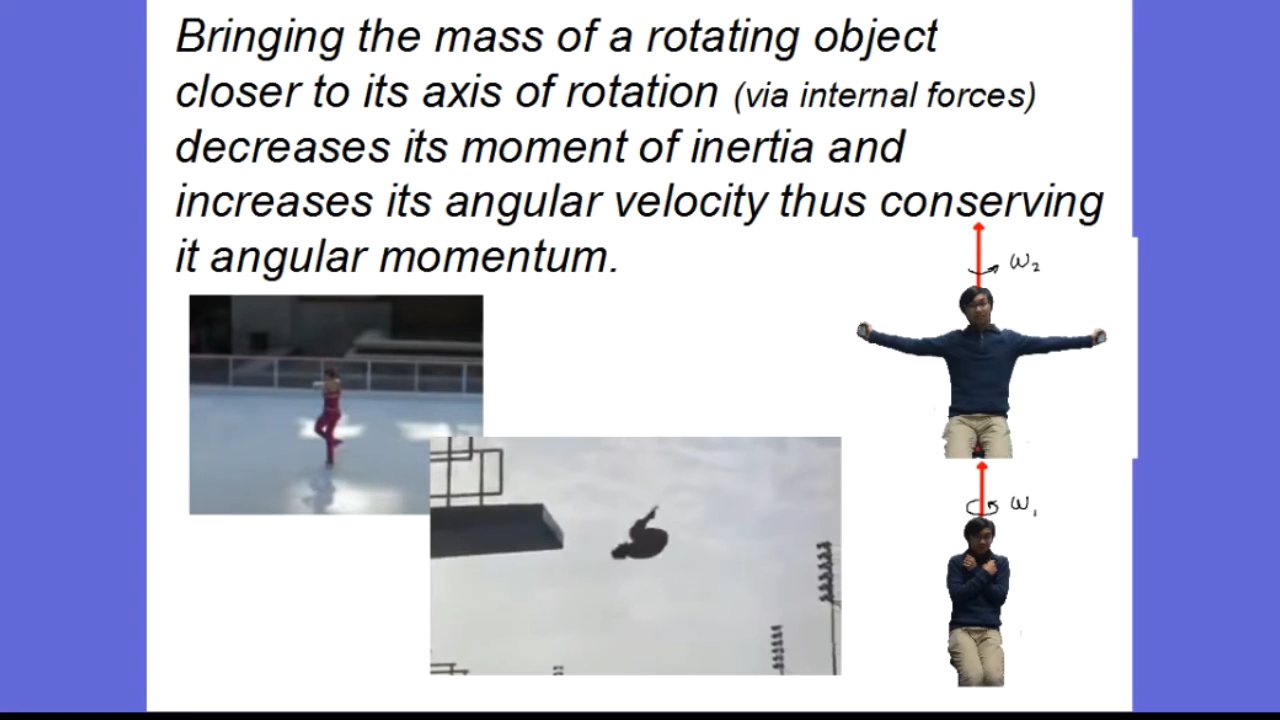 Bringing the mass of a rotating object
closer to its axis of rotation (via internal forces)
decreases its moment of inertia and
increases its angular velocity thus conserving
it angular momentum.
ω₂
ω₁